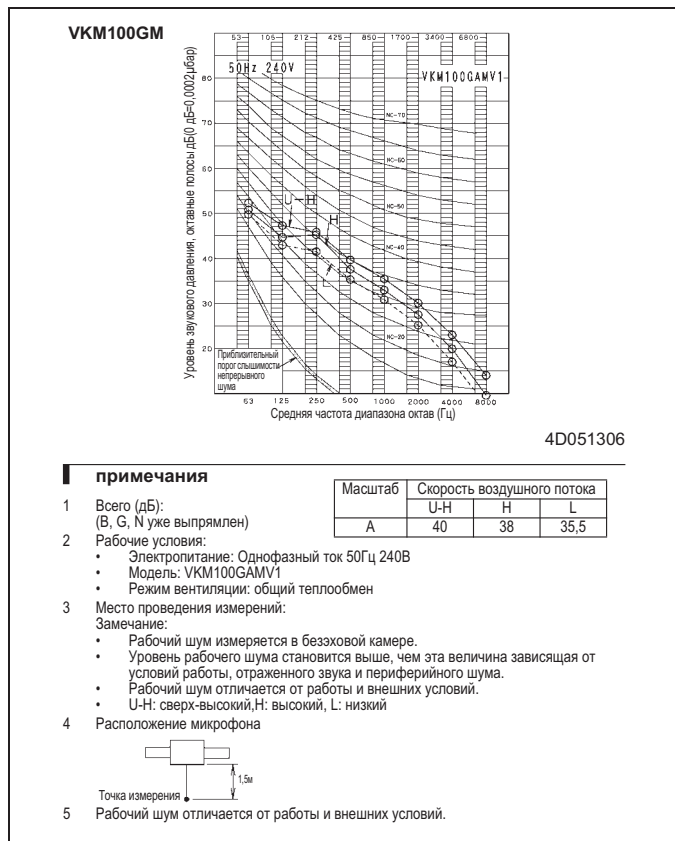 VKM100GM
53 106 212 425 850 1700 3400 6800
50Hz 240V
VKM100GAMV1
Уровень звукового давления, октавные полосы дБ(0 дБ=0,0002µбар)
80
70
60
50
40
30
20
NC-70
NC-60
NC-50
NC-40
NC-20
U-H
H
L
Приблизительный
порог слышимости
непрерывного
шума
63 125 250 500 1000 2000 4000 8000
Средняя частота диапазона октав (Гц)
4D051306
примечания
1 Всего (дБ):
(B, G, N уже выпрямлен)
Масштаб Скорость воздушного потока
U-H H L
A 40 38 35,5
2 Рабочие условия:
• Электропитание: Однофазный ток 50Гц 240В
• Модель: VKM100GAMV1
• Режим вентиляции: общий теплообмен
3 Место проведения измерений:
Замечание:
• Рабочий шум измеряется в безэховой камере.
• Уровень рабочего шума становится выше, чем эта величина зависящая от
условий работы, отраженного звука и периферийного шума.
• Рабочий шум отличается от работы и внешних условий.
• U-H: сверх-высокий,H: высокий, L: низкий
4 Расположение микрофона
1,5м
Точка измерения
5 Рабочий шум отличается от работы и внешних условий.